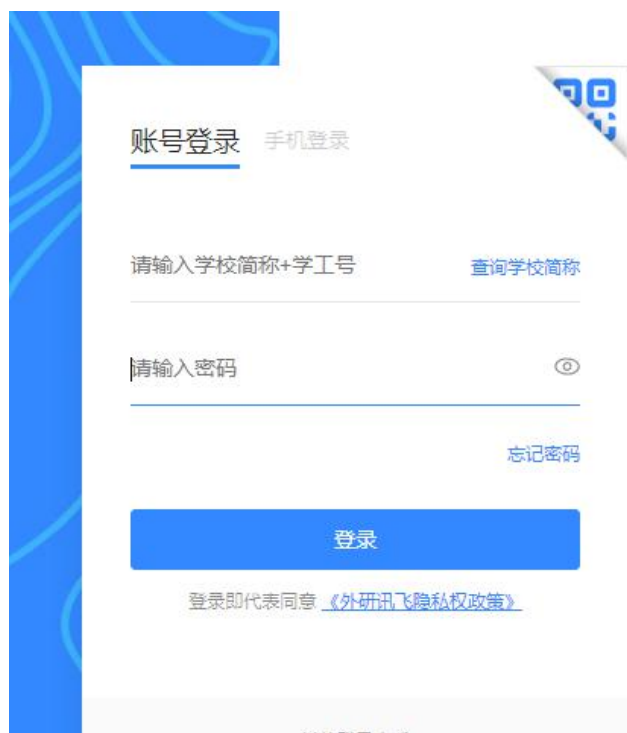 账号登录 手机登录
请输入学校简称+学工号 查询学校简称
请输入密码
忘记密码
登录
登录即代表同意 《外研讯飞隐私权政策》